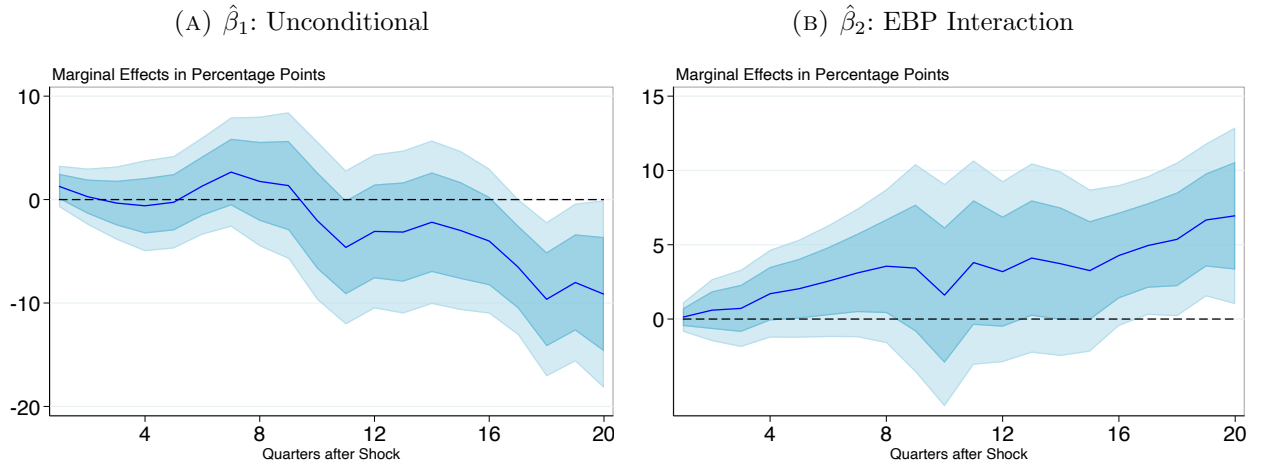 (A) β̂₁: Unconditional
Marginal Effects in Percentage Points
10
0
-10
-20
4 8 12 16 20
Quarters after Shock
(B) β̂₂: EBP Interaction
Marginal Effects in Percentage Points
15
10
5
0
4 8 12 16 20
Quarters after Shock